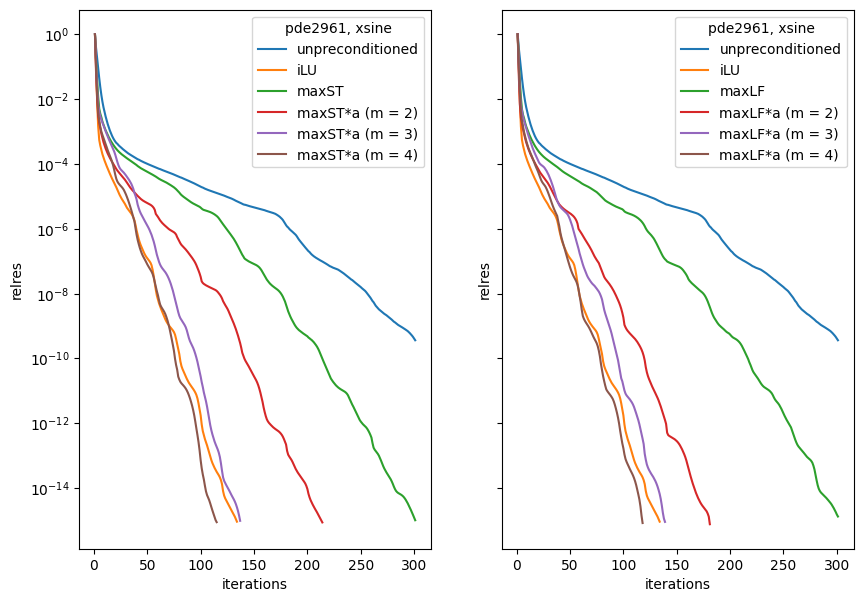 pde2961, xsine
unpreconditioned
iLU
maxST
maxST*a (m = 2)
maxST*a (m = 3)
maxST*a (m = 4)
10^0
10^−2
10^−4
10^−6
10^−8
10^−10
10^−12
10^−14
relres
0 50 100 150 200 250 300
iterations
pde2961, xsine
unpreconditioned
iLU
maxLF
maxLF*a (m = 2)
maxLF*a (m = 3)
maxLF*a (m = 4)
relres
0 50 100 150 200 250 300
iterations